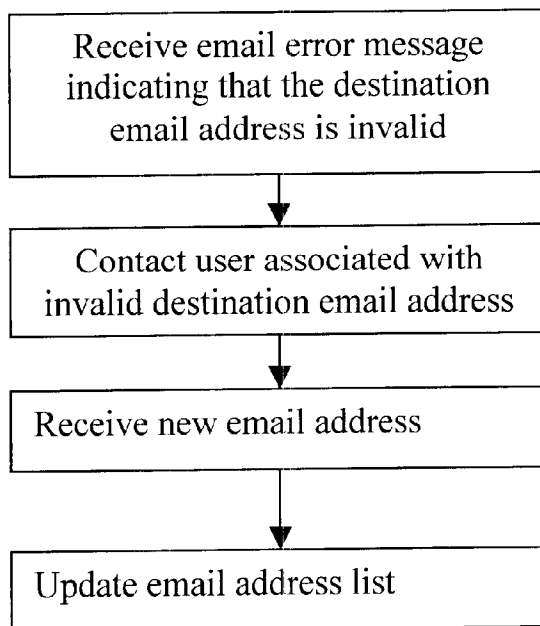 Receive email error message
indicating that the destination
email address is invalid
Contact user associated with
invalid destination email address
Receive new email address
Update email address list